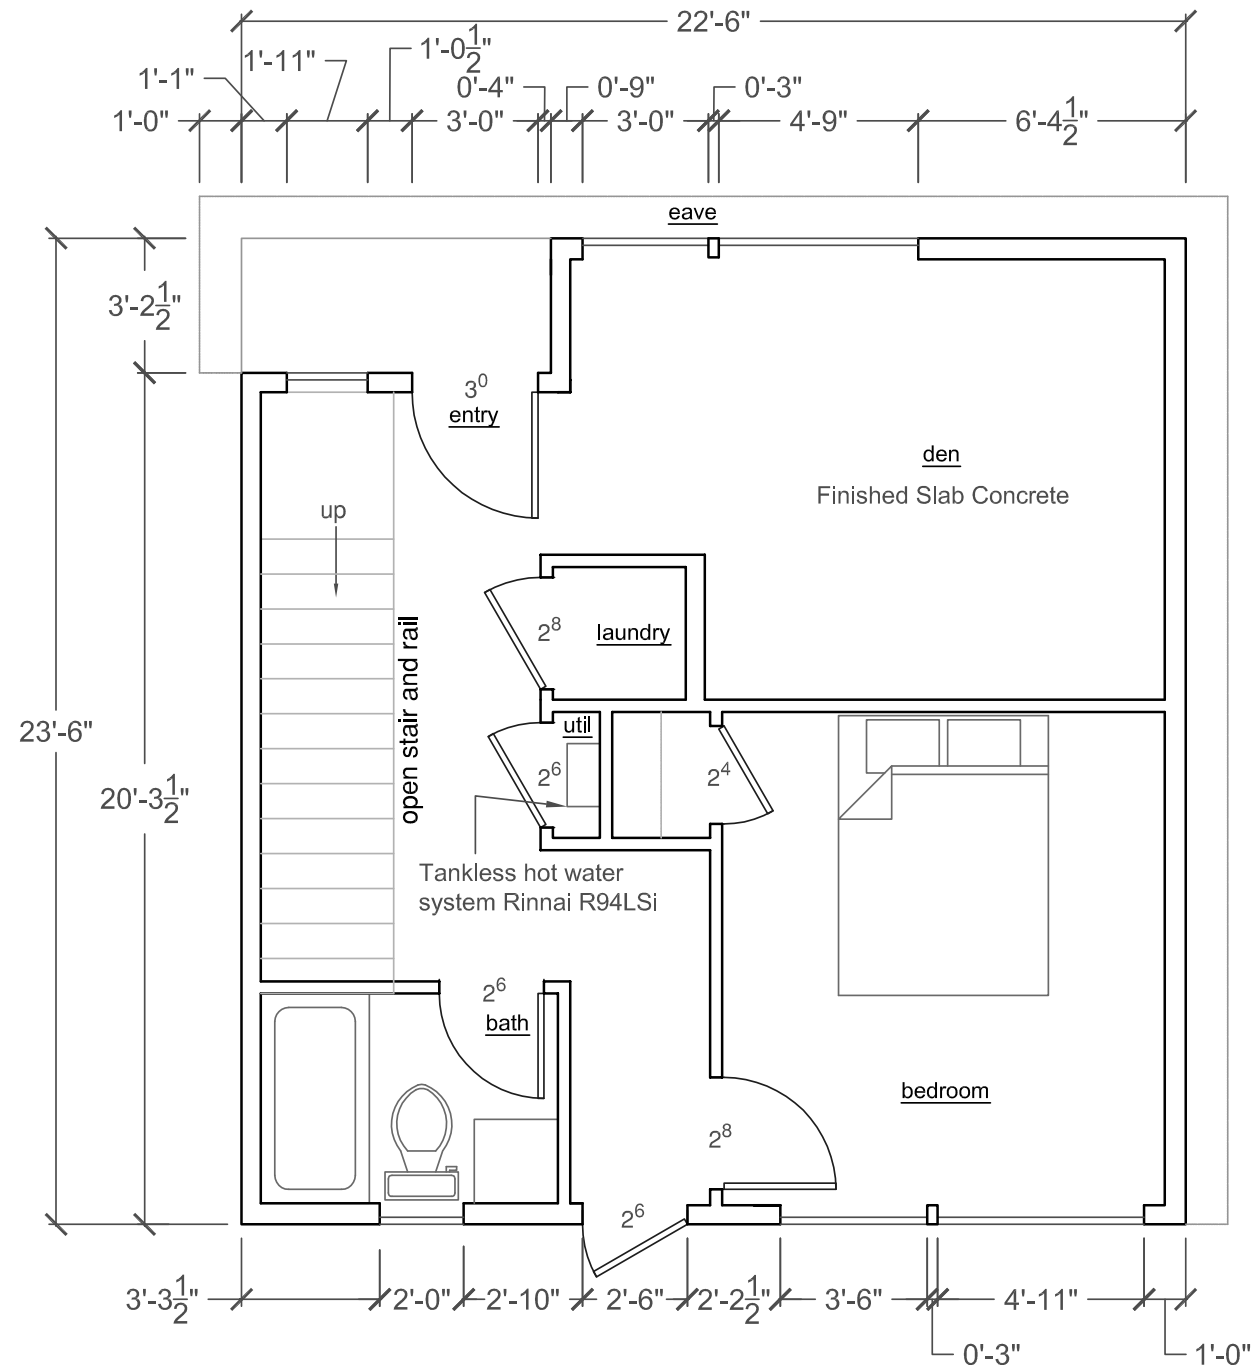 22'-6"
1'-0½"
1'-11"
1'-1"
0'-4"
0'-9"
0'-3"
1'-0"
3'-0"
3'-0"
4'-9"
6'-4½"
eave
3'-2½"
3⁰
entry
den
Finished Slab Concrete
up
open stair and rail
2⁸
laundry
util
23'-6"
2⁶
2⁴
20'-3½"
Tankless hot water
system Rinnai R94LSi
2⁶
bath
bedroom
2⁸
2⁶
3'-3½"
2'-0"
2'-10"
2'-6"
2'-2½"
3'-6"
4'-11"
0'-3"
1'-0"